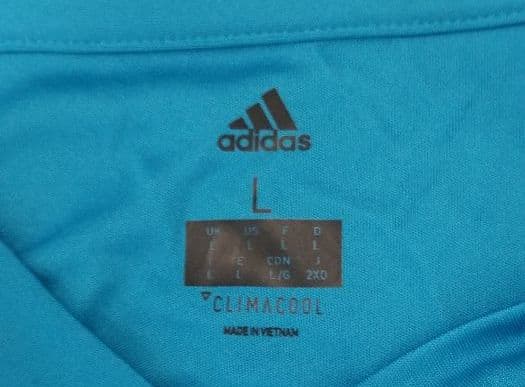 adidas
L
UK US F D
L L L L
I E CDN J
L L L/G 2XO
CLIMACOOL
MADE IN VIETNAM